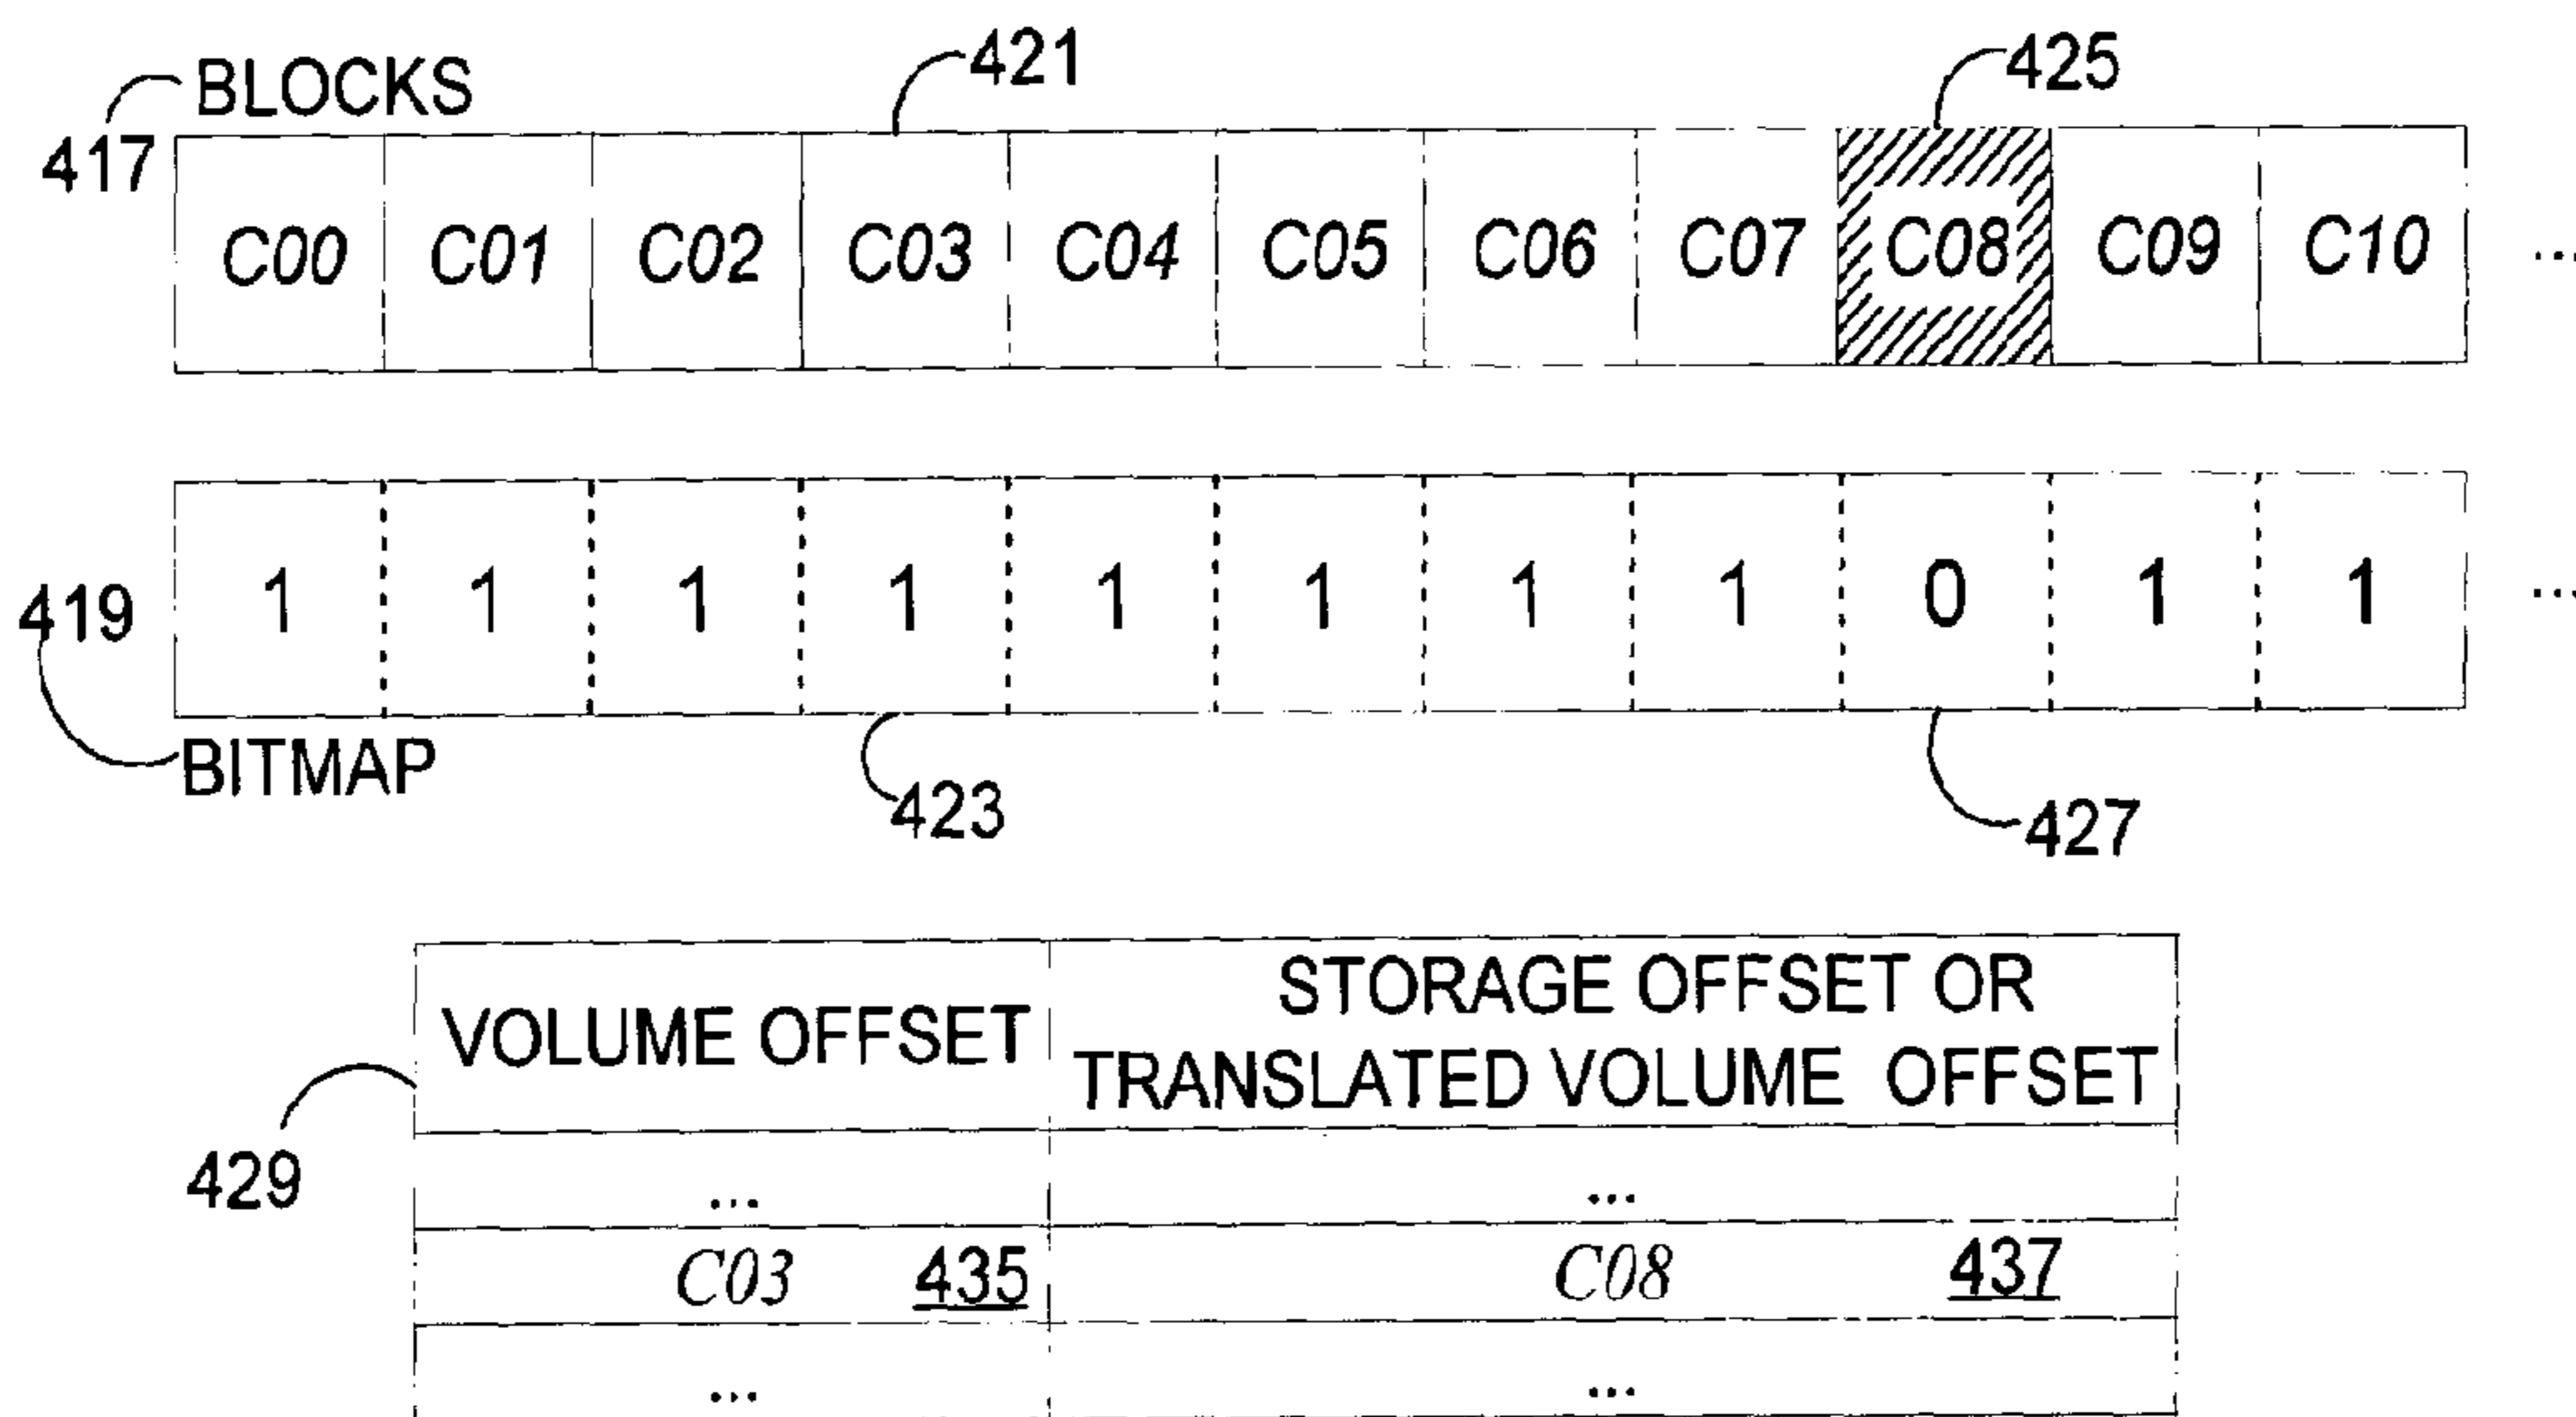 421
425
BLOCKS
417
C00 C01 C02 C03 C04 C05 C06 C07 C08 C09 C10 ...
1 1 1 1 1 1 1 1 0 1 1 ...
419
BITMAP
423
427
VOLUME OFFSET
STORAGE OFFSET OR
TRANSLATED VOLUME OFFSET
429
... ...
C03 435 C08 437
... ...